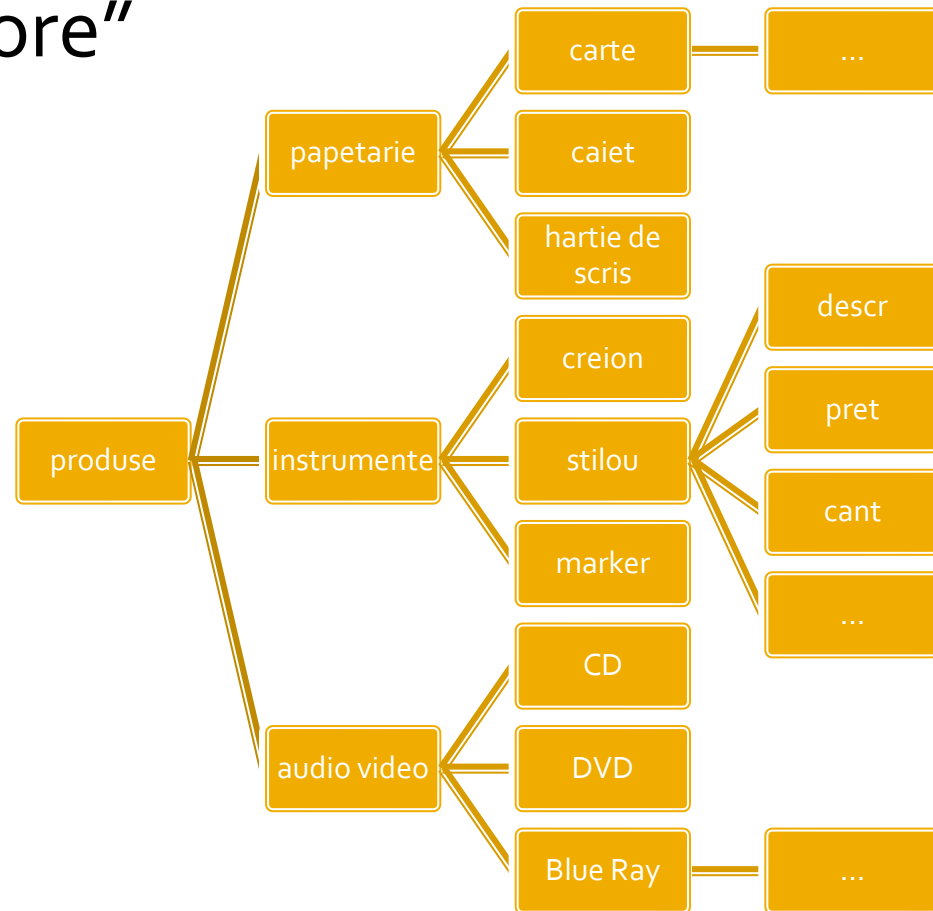 ore”
carte
...
papetarie
caiet
hartie de
scris
descr
creion
pret
produse
instrumente
stilou
cant
marker
...
CD
audio video
DVD
Blue Ray
...